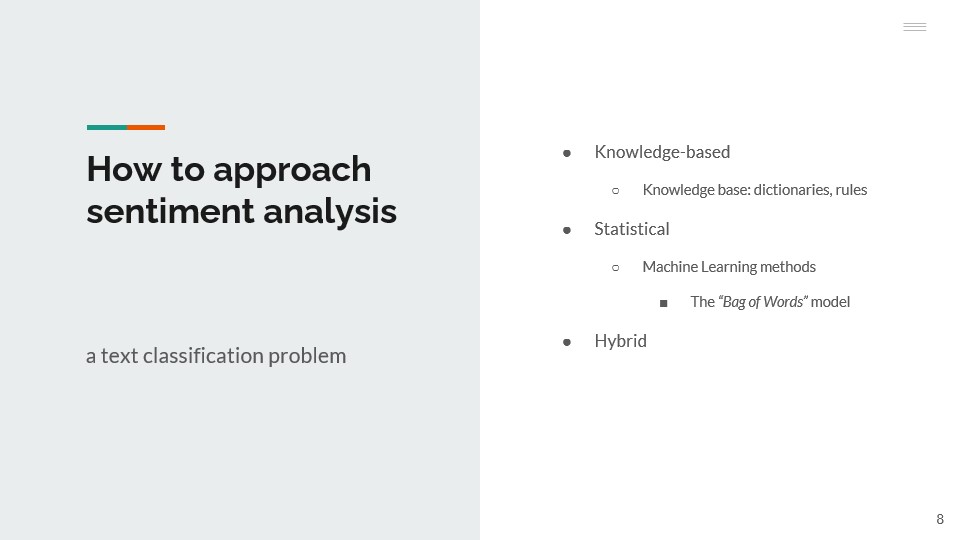 How to approach
sentiment analysis
a text classification problem
● Knowledge-based
○ Knowledge base: dictionaries, rules
● Statistical
○ Machine Learning methods
■ The “Bag of Words” model
● Hybrid
8